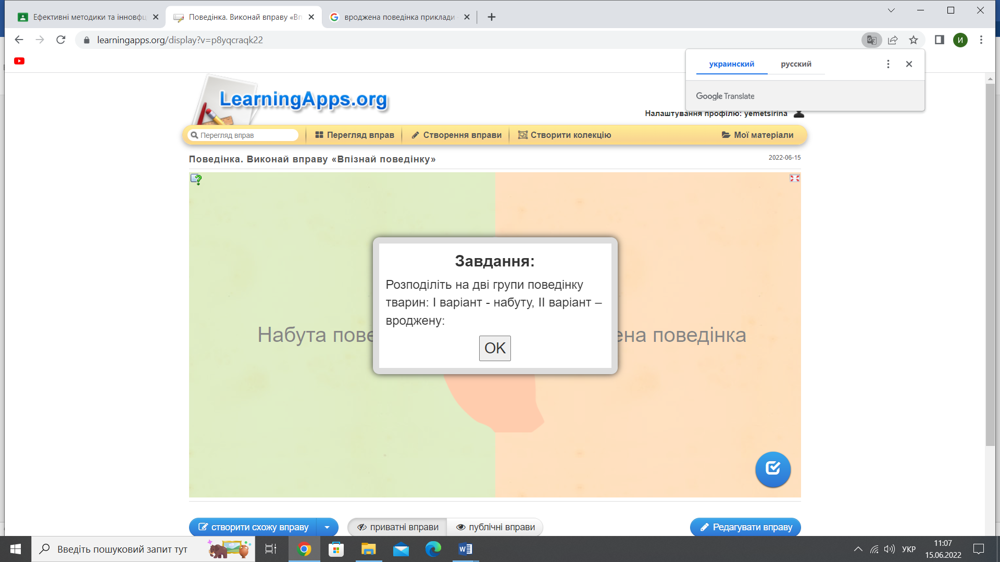 Ефективні методики та інновфц
Поведінка. Виконай вправу «Вп
вроджена поведінка приклади
learningapps.org/display?v=p8yqcraqk22
И
украинский русский
Google Translate
LearningApps.org
Налаштування профілю: yemetsirina
Перегляд вправ
Перегляд вправ
Створення вправи
Створити колекцію
Мої матеріали
Поведінка. Виконай вправу «Впізнай поведінку»
2022-06-15
Завдання:
Розподіліть на дві групи поведінку
тварин: І варіант - набуту, ІІ варіант –
вроджену:
OK
Набута пове
ена поведінка
створити схожу вправу
приватні вправи
публічні вправи
Редагувати вправу
Введіть пошуковий запит тут
УКР
11:07
15.06.2022